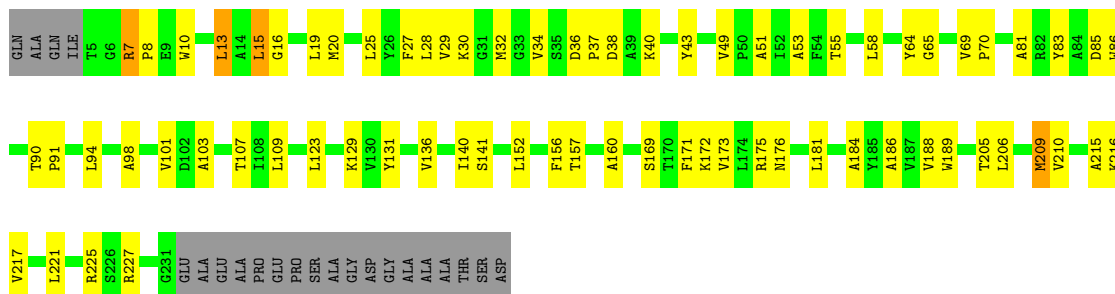 GLN ALA GLN ILE T5 G6 R7 P8 E9 W10 L13 A14 L15 G16 L19 M20 L25 Y26 F27 L28 V29 K30 G31 M32 G33 V34 S35 D36 P37 D38 A39 K40 Y43 V49 P50 A51 I52 A53 F54 T55 L58 Y64 G65 V69 P70 A81 R82 Y83 A84 D85
T90 P91 L94 A98 V101 D102 A103 T107 I108 L109 L123 K129 V130 Y131 V136 I140 S141 L152 F156 T157 A160 S169 T170 F171 K172 V173 L174 R175 N176 L181 A184 Y185 A186 V187 V188 W189 T205 L206 M209 V210 A215
V217 L221 R225 S226 R227 G231 GLU ALA GLU ALA PRO GLU PRO SER ALA GLY ASP GLY ALA ALA ALA THR SER ASP